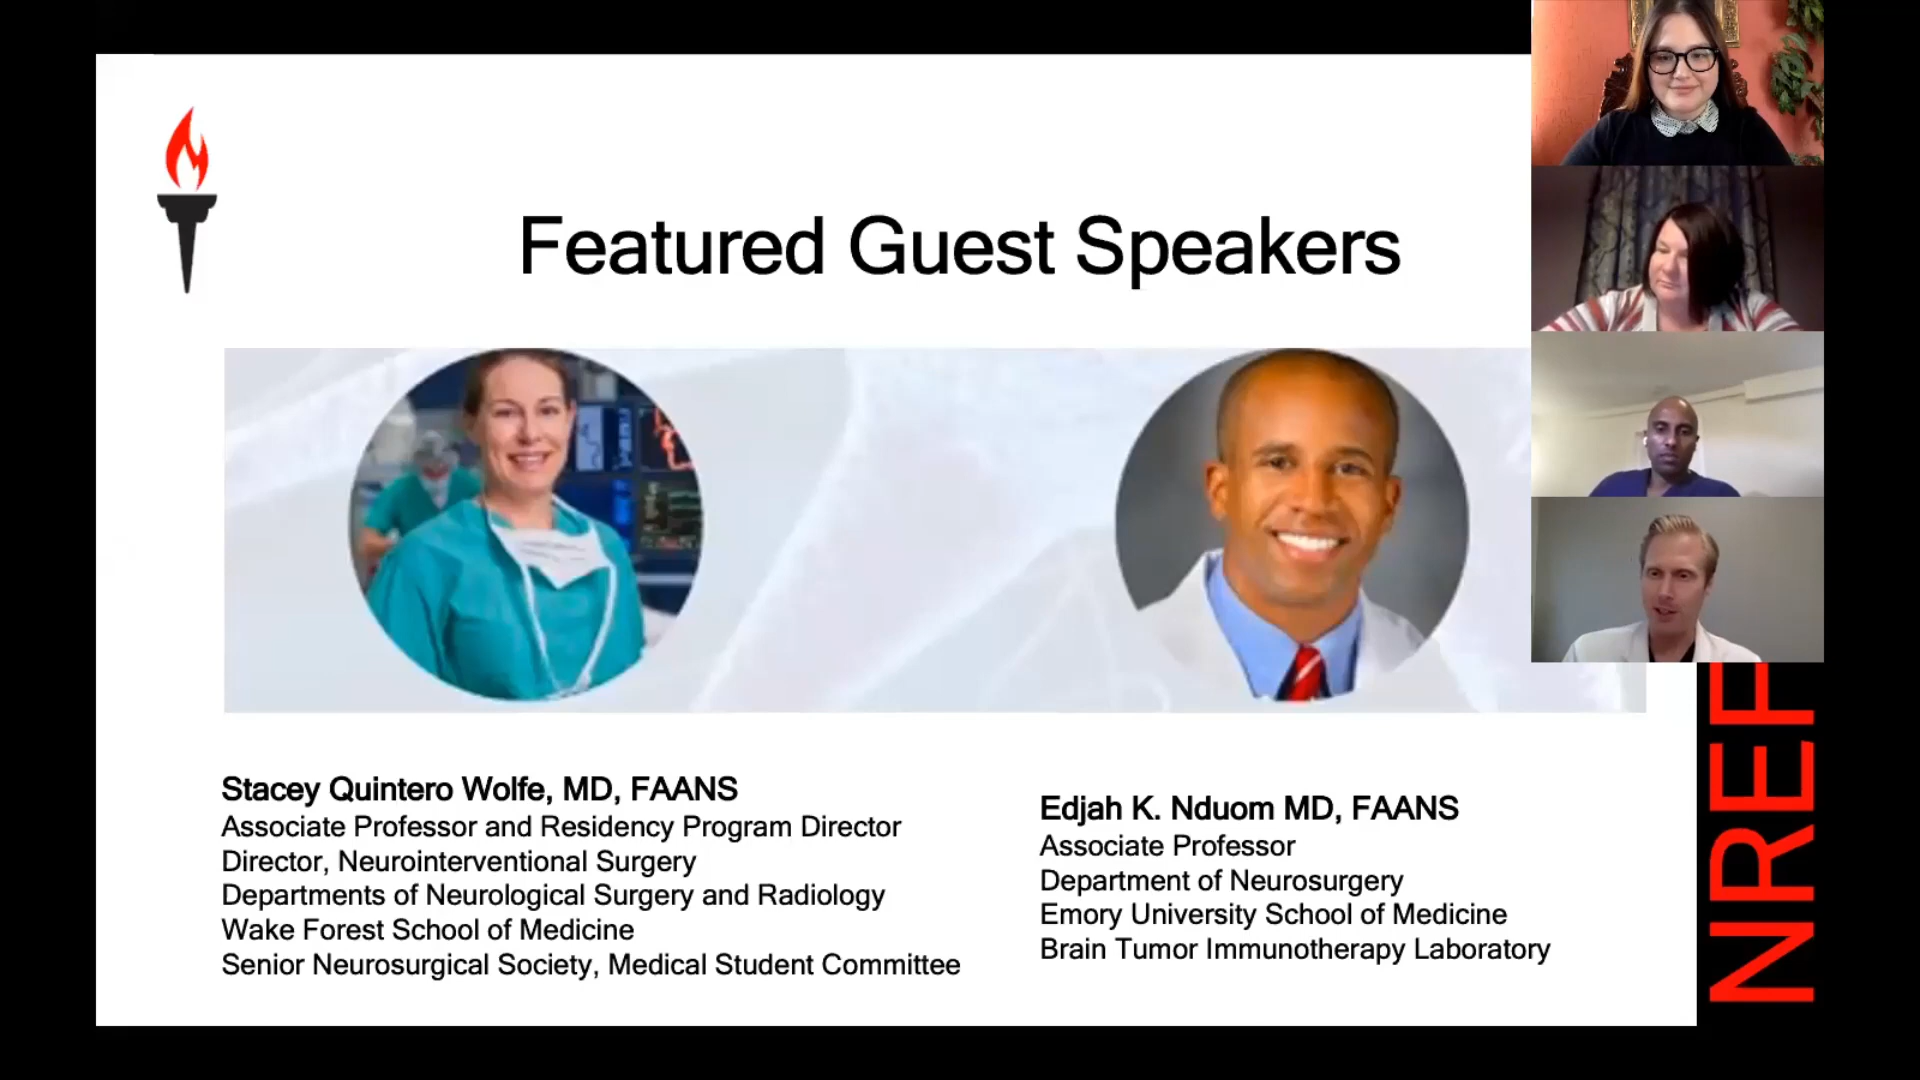 Featured Guest Speakers
Stacey Quintero Wolfe, MD, FAANS
Associate Professor and Residency Program Director
Director, Neurointerventional Surgery
Departments of Neurological Surgery and Radiology
Wake Forest School of Medicine
Senior Neurosurgical Society, Medical Student Committee
Edjah K. Nduom MD, FAANS
Associate Professor
Department of Neurosurgery
Emory University School of Medicine
Brain Tumor Immunotherapy Laboratory
NREF